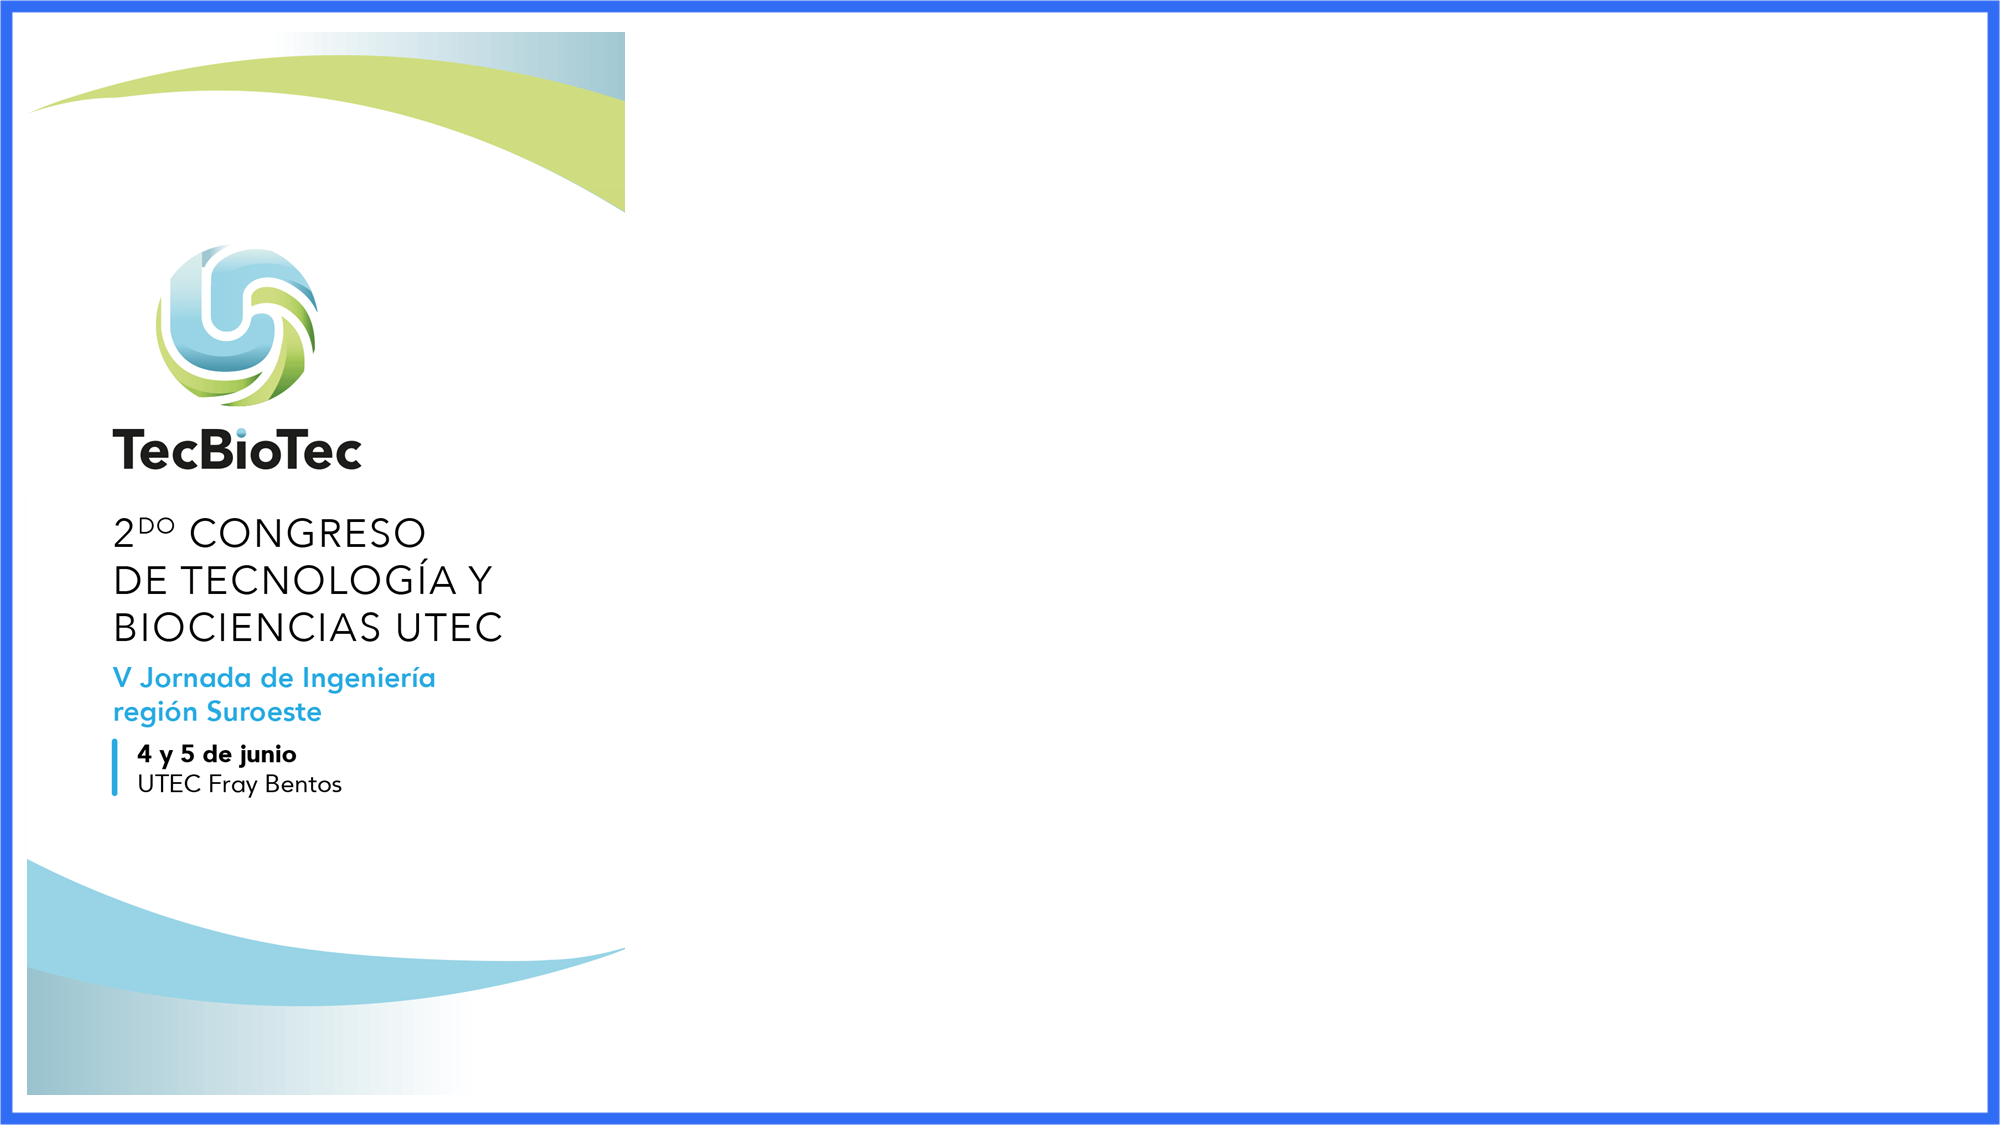 TecBioTec
2DO CONGRESO
DE TECNOLOGÍA Y
BIOCIENCIAS UTEC
V Jornada de Ingeniería
región Suroeste
4 y 5 de junio
UTEC Fray Bentos